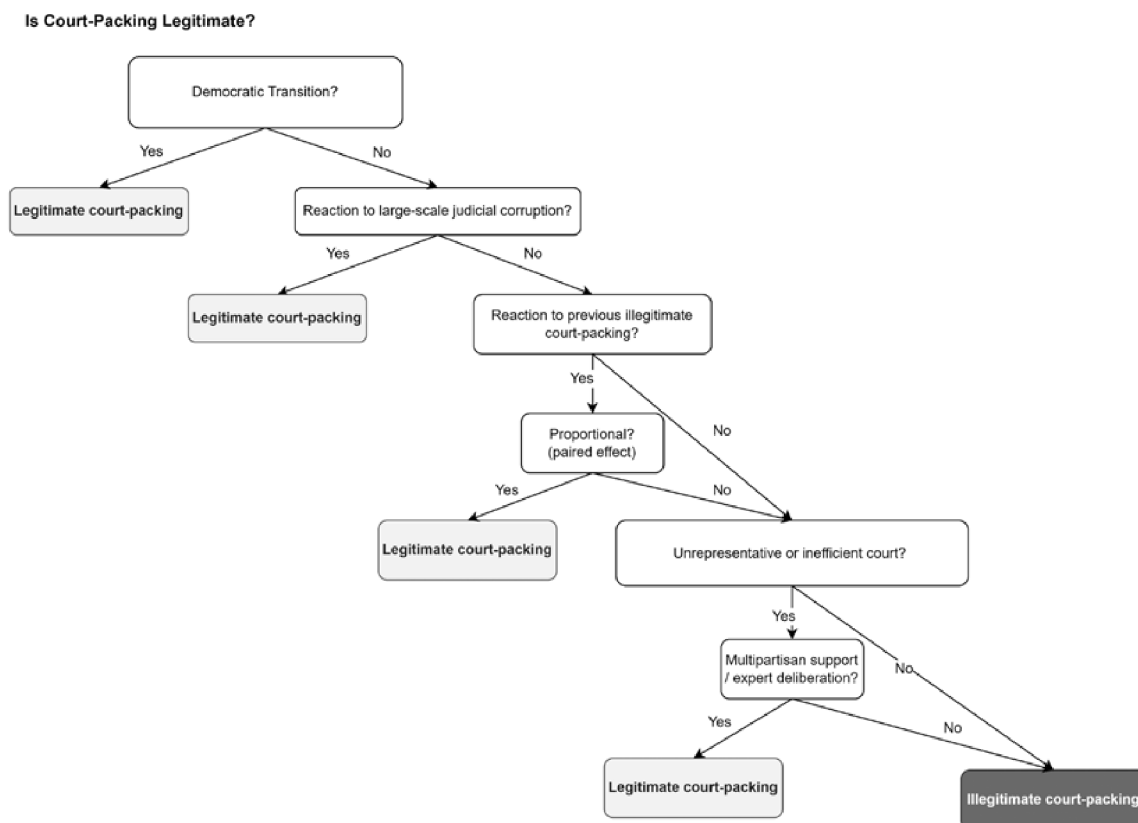 Is Court-Packing Legitimate?
Democratic Transition?
Yes
No
Legitimate court-packing
Reaction to large-scale judicial corruption?
Yes
No
Legitimate court-packing
Reaction to previous illegitimate
court-packing?
Yes
No
Proportional?
(paired effect)
Yes
No
Legitimate court-packing
Unrepresentative or inefficient court?
Yes
No
Multipartisan support
/ expert deliberation?
Yes
No
Legitimate court-packing
Illegitimate court-packing